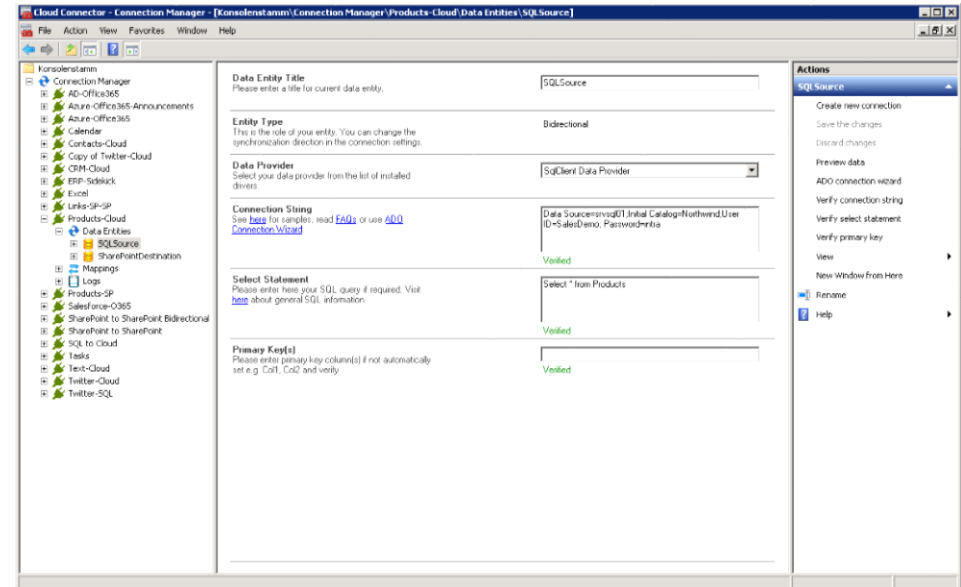 Cloud Connector - Connection Manager - [Konsolenstamm\Connection Manager\Products-Cloud\Data Entities\SQLSource]
File Action View Favorites Window Help
Konsolenstamm
Connection Manager
AD-Office365
Azure-Office365-Announcements
Azure-Office365
Calendar
Contacts-Cloud
Copy of Twitter-Cloud
CRM-Cloud
ERP-Sidekick
Excel
Links-SP-SP
Products-Cloud
Data Entities
SQLSource
SharePointDestination
Mappings
Logs
Products-SP
Salesforce-O365
SharePoint to SharePoint Bidirectional
SharePoint to SharePoint
SQL to Cloud
Tasks
Text-Cloud
Twitter-Cloud
Twitter-SQL
Data Entity Title
Please enter a title for current data entity.
SQLSource
Entity Type
This is the role of your entity. You can change the
synchronization direction in the connection settings.
Bidirectional
Data Provider
Select your data provider from the list of installed
drivers.
SqlClient Data Provider
Connection String
See here for samples, read FAQs or use ADO
Connection Wizard
Data Source=srvsql01;Initial Catalog=Northwind;User
ID=SalesDemo; Password=intra
Verified
Select Statement
Please enter here your SQL query if required. Visit
here about general SQL information.
Select * from Products
Verified
Primary Key(s)
Please enter primary key column(s) if not automatically
set e.g. Col1, Col2 and verify.
Verified
Actions
SQLSource
Create new connection
Save the changes
Discard changes
Preview data
ADO connection wizard
Verify connection string
Verify select statement
Verify primary key
View
New Window from Here
Rename
Help